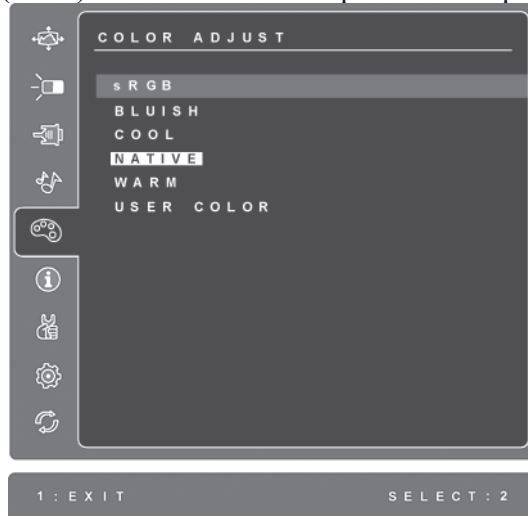 COLOR ADJUST
sRGB
BLUISH
COOL
NATIVE
WARM
USER COLOR
1:EXIT SELECT:2